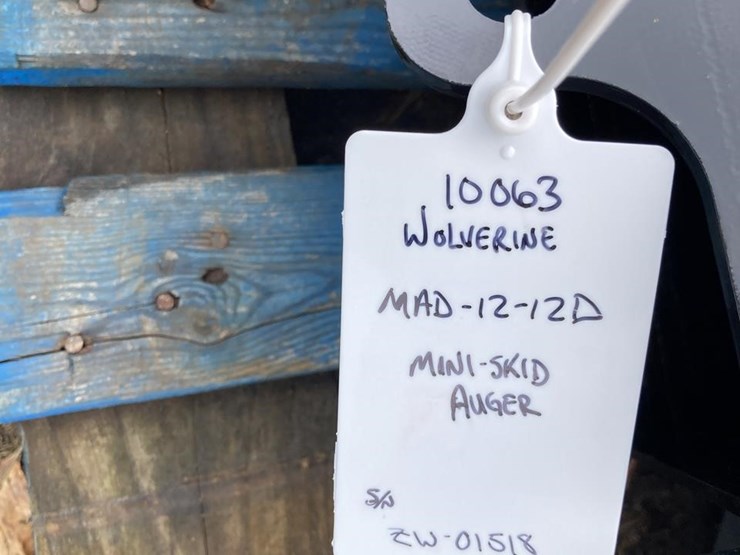 10063
WOLVERINE
MAD-12-12D
MINI-SKID
AUGER
S/N
ZW-01518